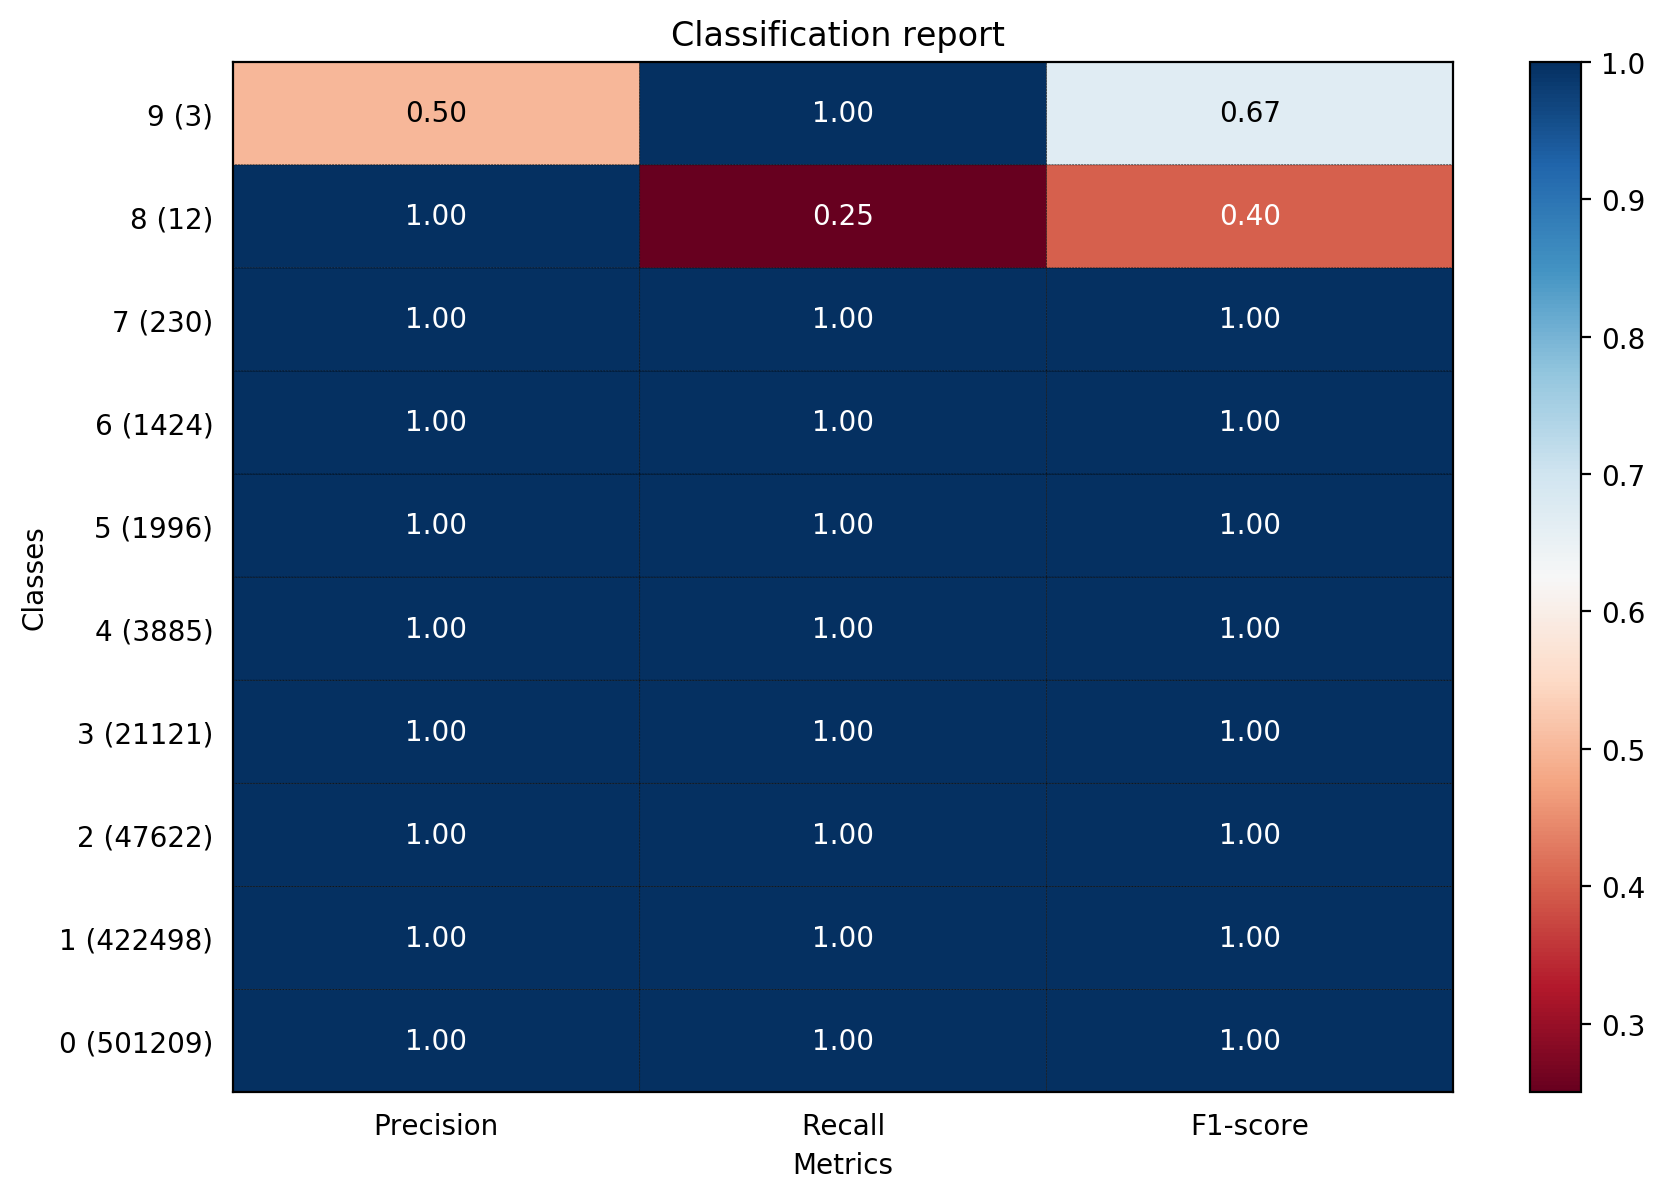 Classification report
9 (3) 0.50 1.00 0.67
8 (12) 1.00 0.25 0.40
7 (230) 1.00 1.00 1.00
6 (1424) 1.00 1.00 1.00
5 (1996) 1.00 1.00 1.00
4 (3885) 1.00 1.00 1.00
3 (21121) 1.00 1.00 1.00
2 (47622) 1.00 1.00 1.00
1 (422498) 1.00 1.00 1.00
0 (501209) 1.00 1.00 1.00
Classes
Precision Recall F1-score
Metrics
1.0
0.9
0.8
0.7
0.6
0.5
0.4
0.3